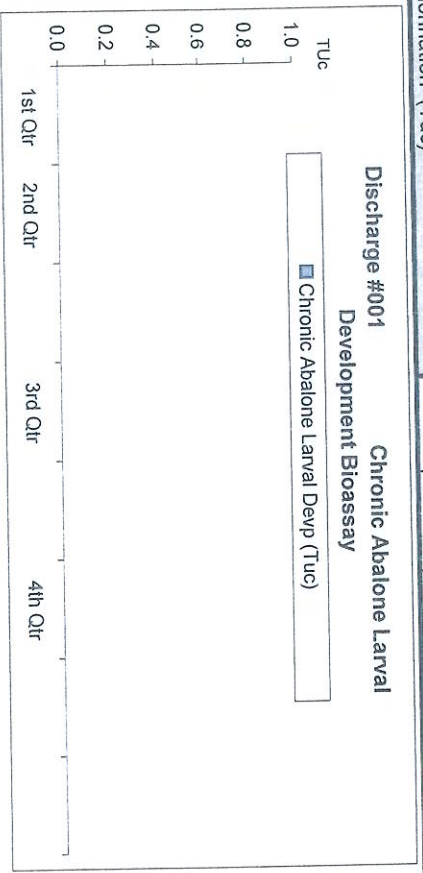 Discharge #001 Chronic Abalone Larval
Development Bioassay
TUc
Chronic Abalone Larval Devp (Tuc)
1.0
0.8
0.6
0.4
0.2
0.0
1st Qtr 2nd Qtr 3rd Qtr 4th Qtr